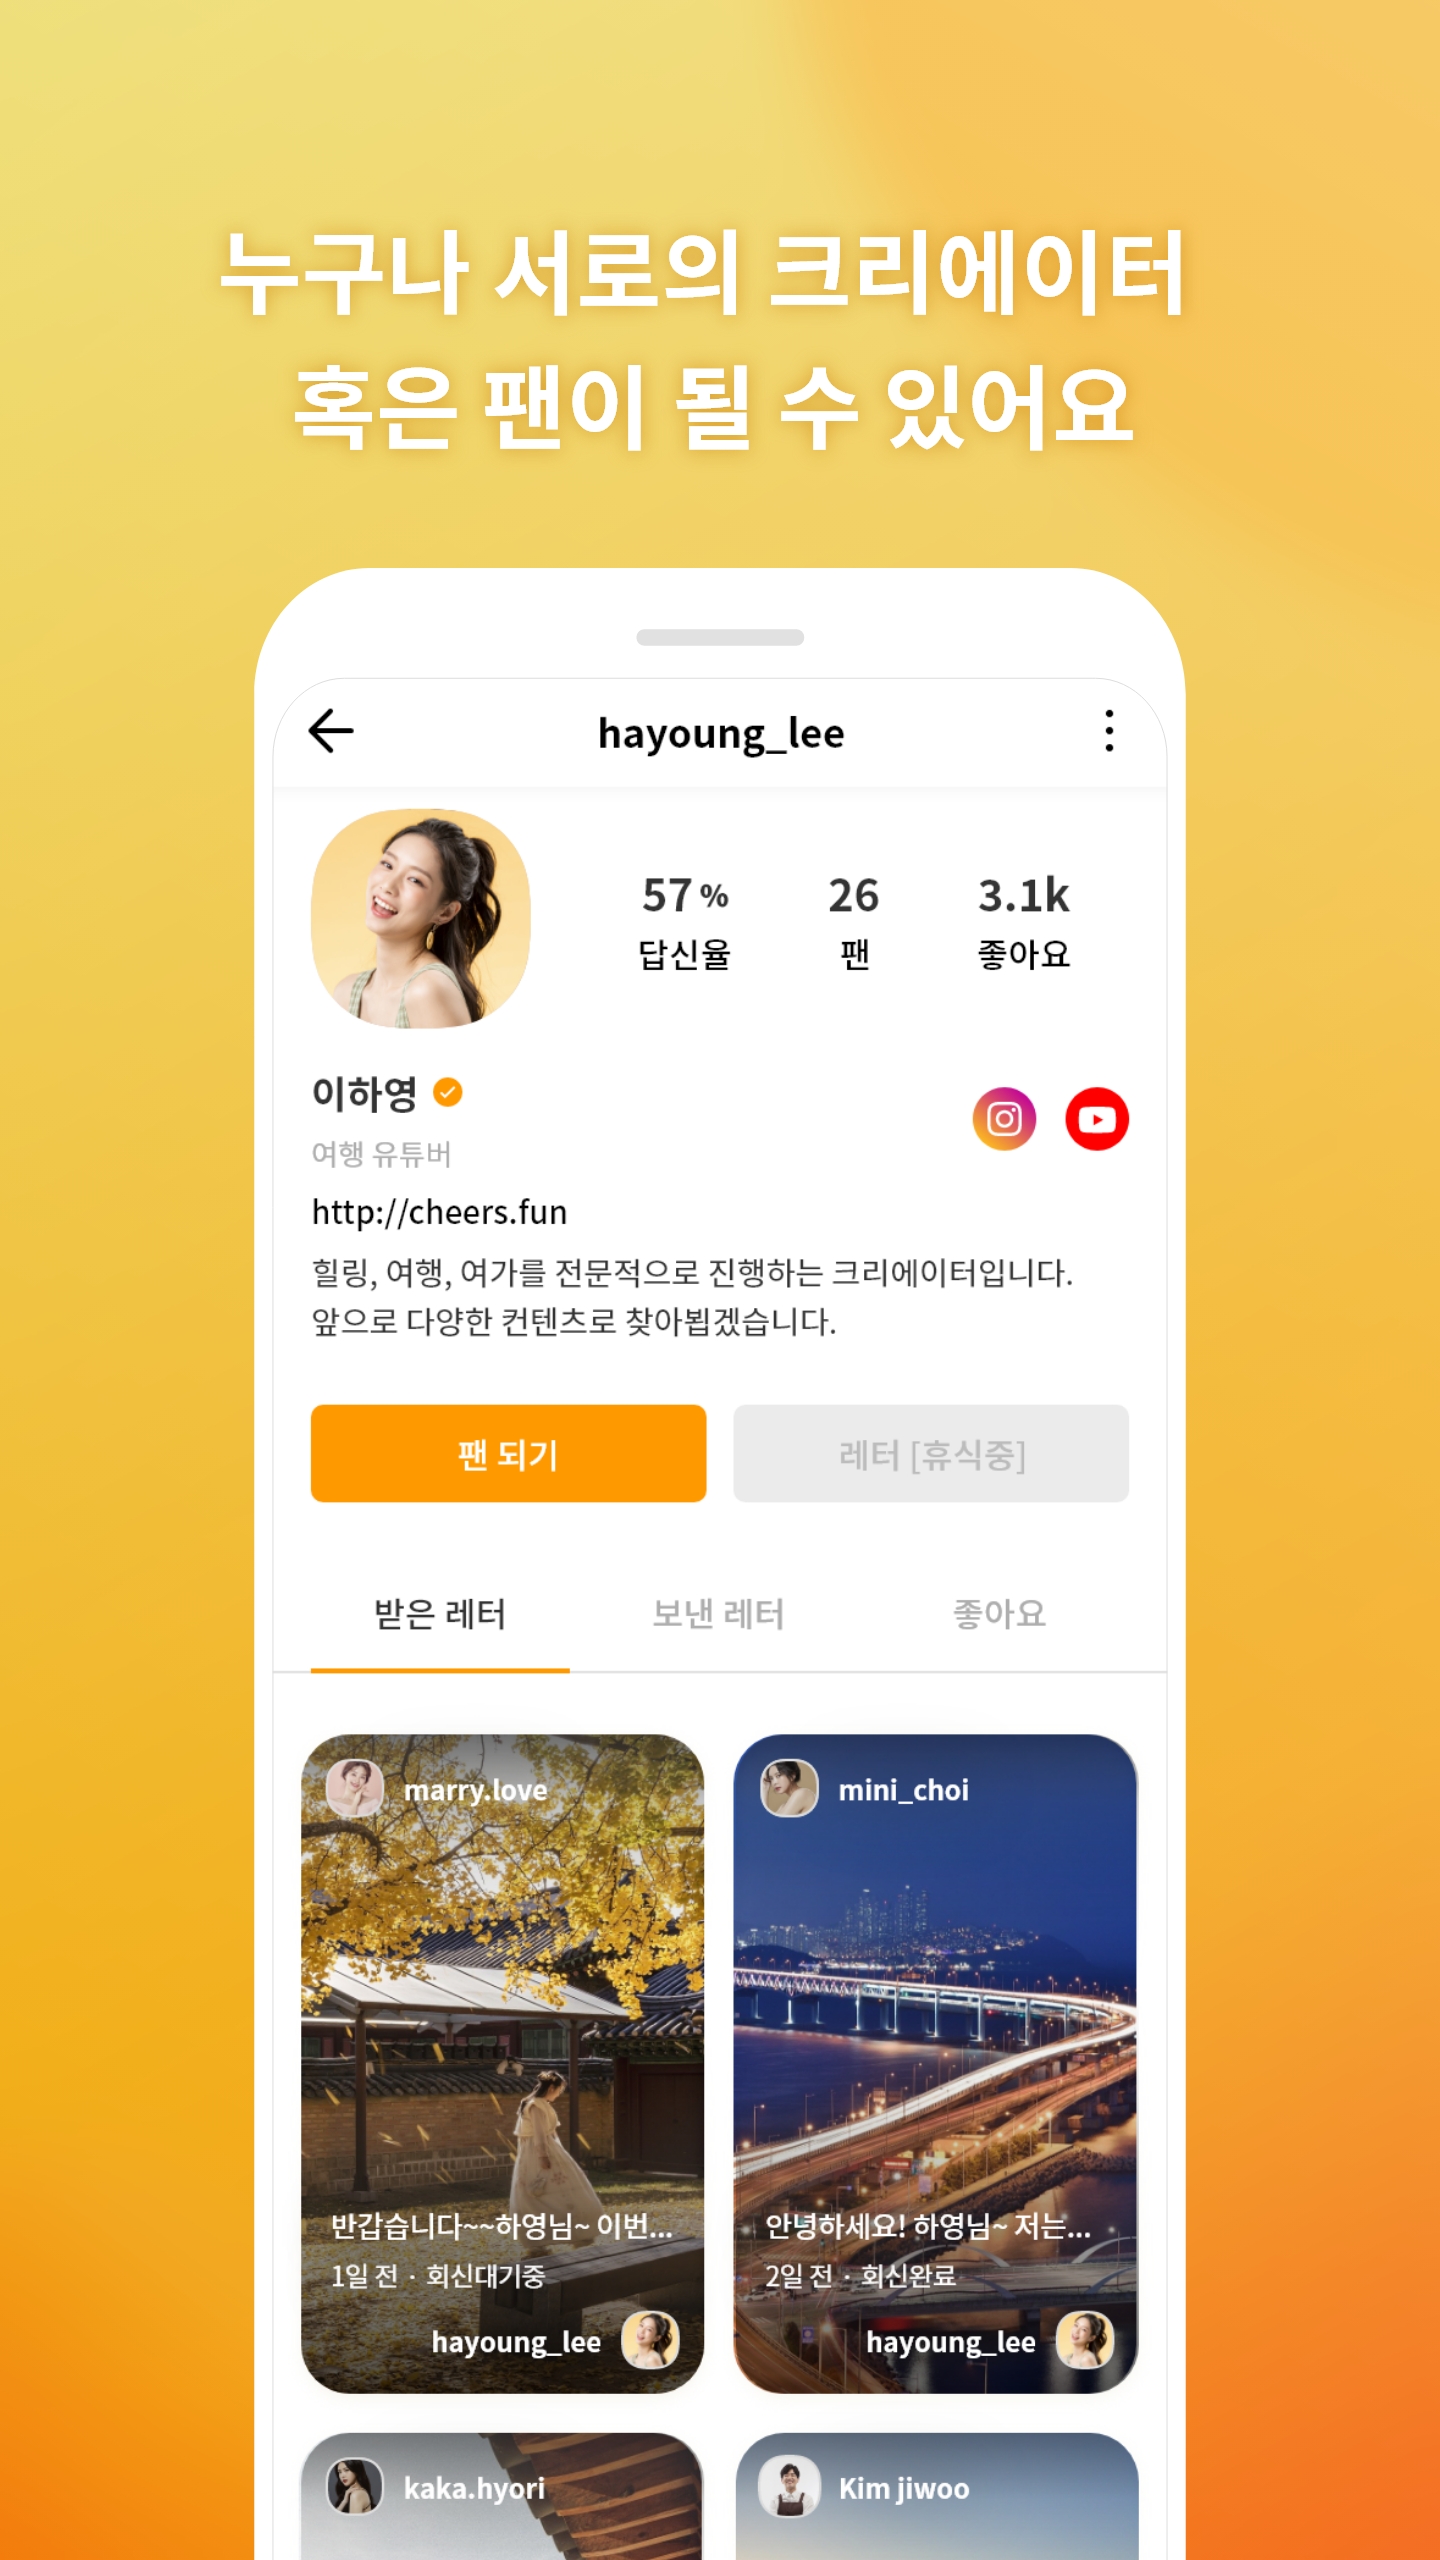 누구나 서로의 크리에이터
혹은 팬이 될 수 있어요
hayoung_lee
57 % 26 3.1k
답신율 팬 좋아요
이하영
여행 유튜버
http://cheers.fun
힐링, 여행, 여가를 전문적으로 진행하는 크리에이터입니다.
앞으로 다양한 컨텐츠로 찾아뵙겠습니다.
팬 되기 레터 [휴식중]
받은 레터 보낸 레터 좋아요
marry.love
반갑습니다~~하영님~ 이번...
1일 전 · 회신대기중
hayoung_lee
mini_choi
안녕하세요! 하영님~ 저는...
2일 전 · 회신완료
hayoung_lee
kaka.hyori
Kim jiwoo